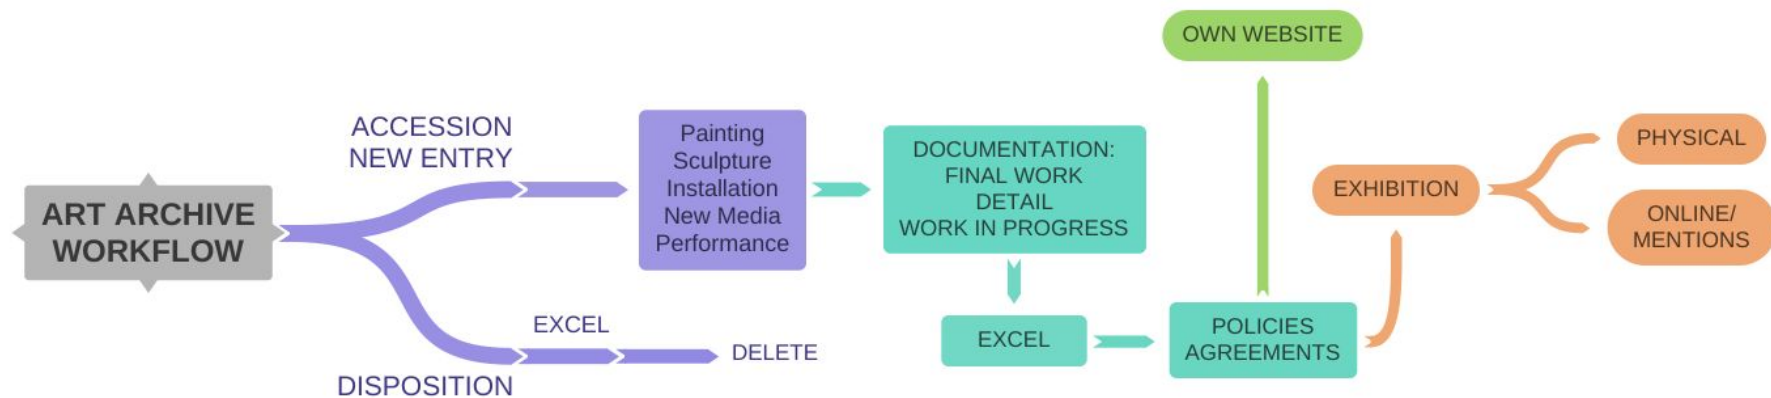 ART ARCHIVE
WORKFLOW
ACCESSION
NEW ENTRY
Painting
Sculpture
Installation
New Media
Performance
DOCUMENTATION:
FINAL WORK
DETAIL
WORK IN PROGRESS
EXCEL
POLICIES
AGREEMENTS
OWN WEBSITE
EXHIBITION
PHYSICAL
ONLINE/
MENTIONS
DISPOSITION
EXCEL
DELETE